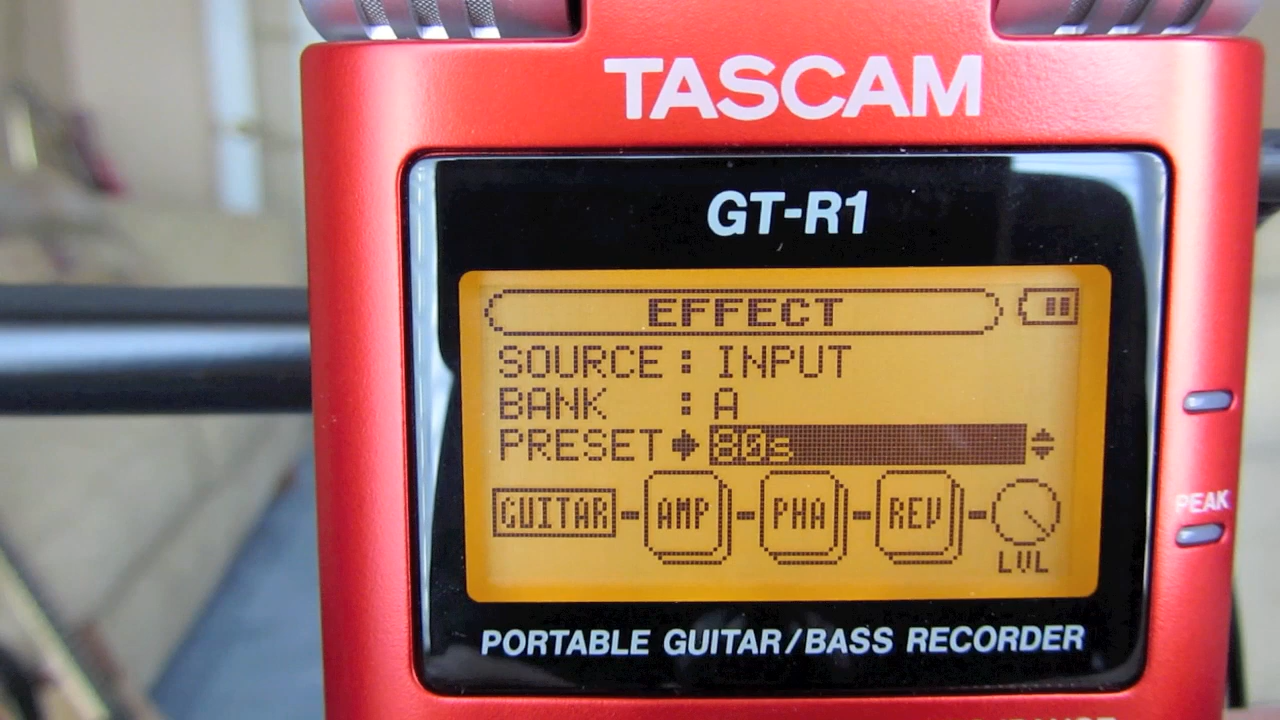 TASCAM
GT-R1
EFFECT
SOURCE : INPUT
BANK : A
PRESET 80s
GUITAR AMP PHA REV
LVL
PEAK
PORTABLE GUITAR/BASS RECORDER